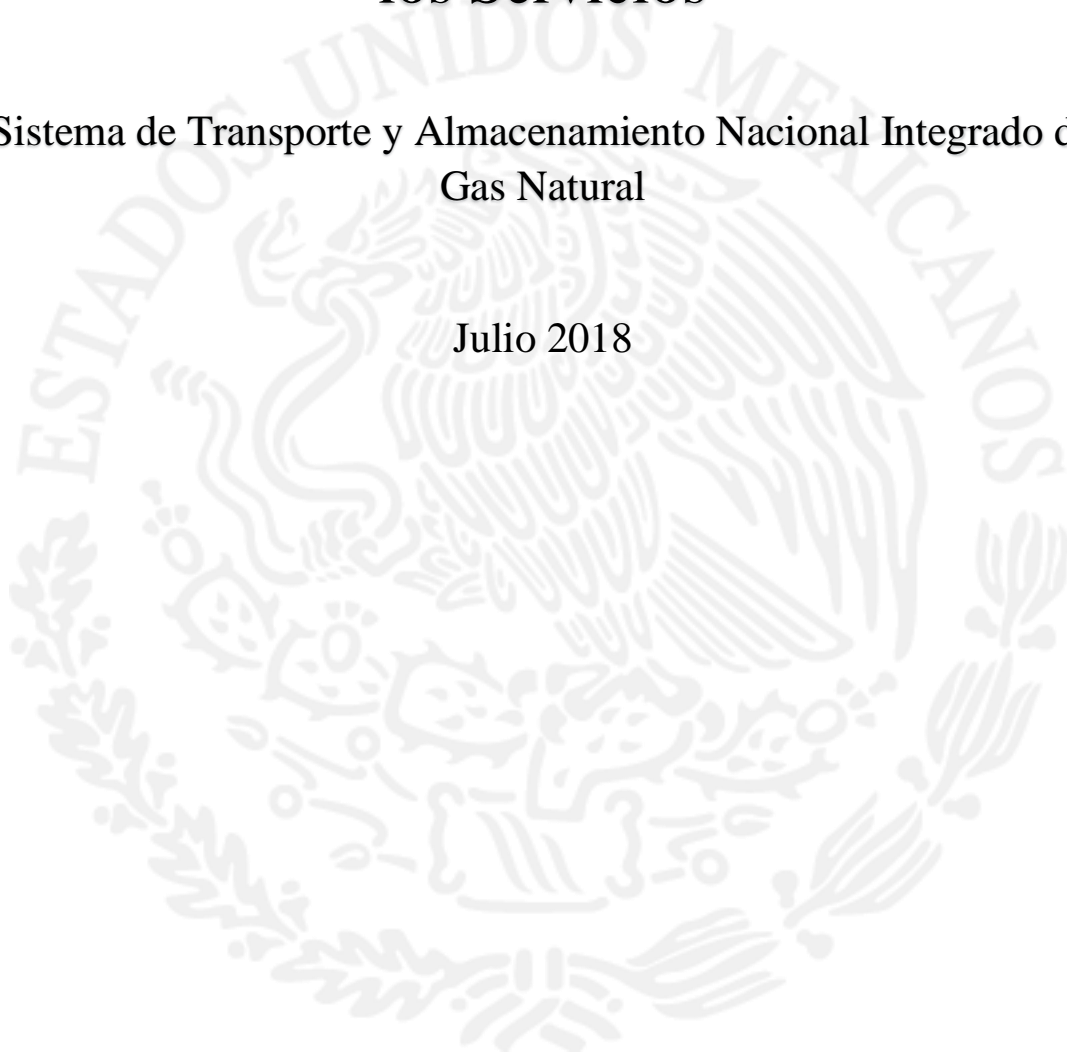 los Servicios
Sistema de Transporte y Almacenamiento Nacional Integrado d
Gas Natural
Julio 2018
ESTADOS UNIDOS MEXICANOS